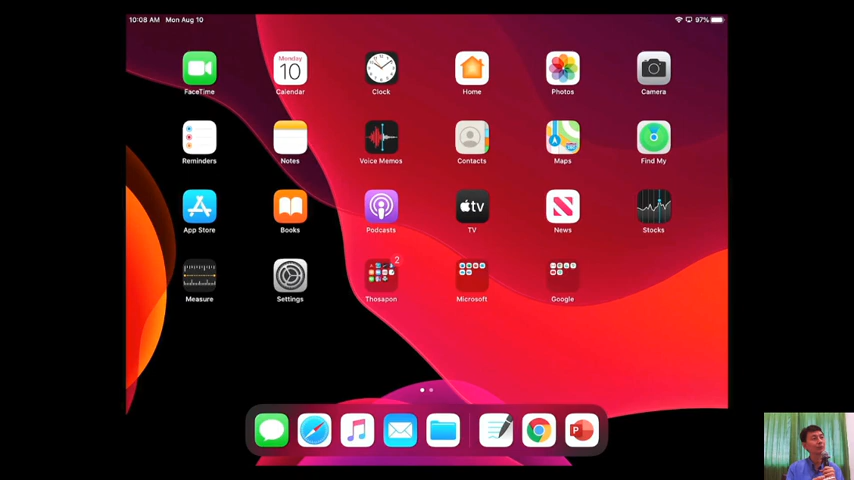 10:08 AM Mon Aug 10
97%
FaceTime
Monday
10
Calendar
Clock
Home
Photos
Camera
Reminders
Notes
Voice Memos
Contacts
Maps
Find My
App Store
Books
Podcasts
tv
TV
News
Stocks
Measure
Settings
2
Thosapon
Microsoft
Google
P